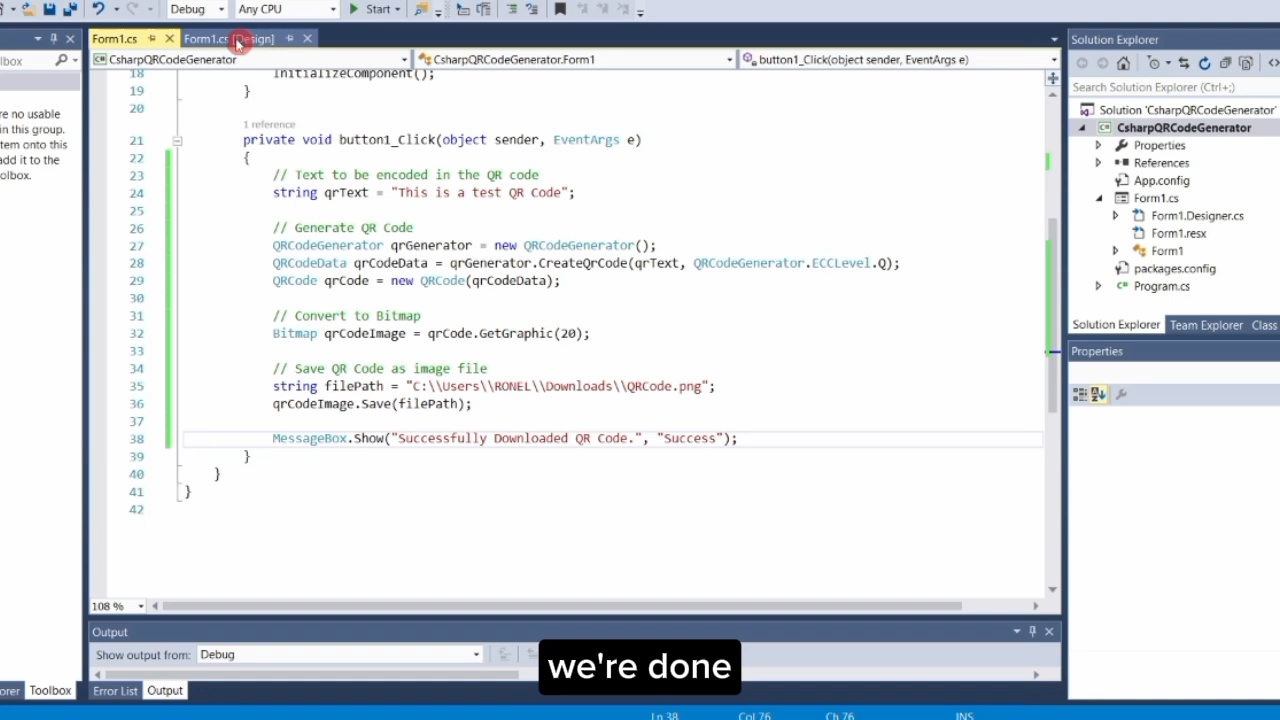 Debug
Any CPU
Start
Form1.cs
Form1.cs [Design]
Solution Explorer
lbox
CsharpQRCodeGenerator
CsharpQRCodeGenerator.Form1
button1_Click(object sender, EventArgs e)
Search Solution Explorer (Ctrl+;)
re no usable
in this group.
tem onto this
add it to the
olbox.
18 InitializeComponent();
19 }
20
1 reference
21 private void button1_Click(object sender, EventArgs e)
22 {
23 // Text to be encoded in the QR code
24 string qrText = "This is a test QR Code";
25
26 // Generate QR Code
27 QRCodeGenerator qrGenerator = new QRCodeGenerator();
28 QRCodeData qrCodeData = qrGenerator.CreateQrCode(qrText, QRCodeGenerator.ECCLevel.Q);
29 QRCode qrCode = new QRCode(qrCodeData);
30
31 // Convert to Bitmap
32 Bitmap qrCodeImage = qrCode.GetGraphic(20);
33
34 // Save QR Code as image file
35 string filePath = "C:\\Users\\RONEL\\Downloads\\QRCode.png";
36 qrCodeImage.Save(filePath);
37
38 MessageBox.Show("Successfully Downloaded QR Code.", "Success");
39 }
40 }
41 }
42
Solution 'CsharpQRCodeGenerator'
CsharpQRCodeGenerator
Properties
References
App.config
Form1.cs
Form1.Designer.cs
Form1.resx
Form1
packages.config
Program.cs
Solution Explorer
Team Explorer
Class
Properties
108 %
Output
Show output from:
Debug
we're done
orer
Toolbox
Error List
Output
Ln 38
Col 76
Ch 76
INS